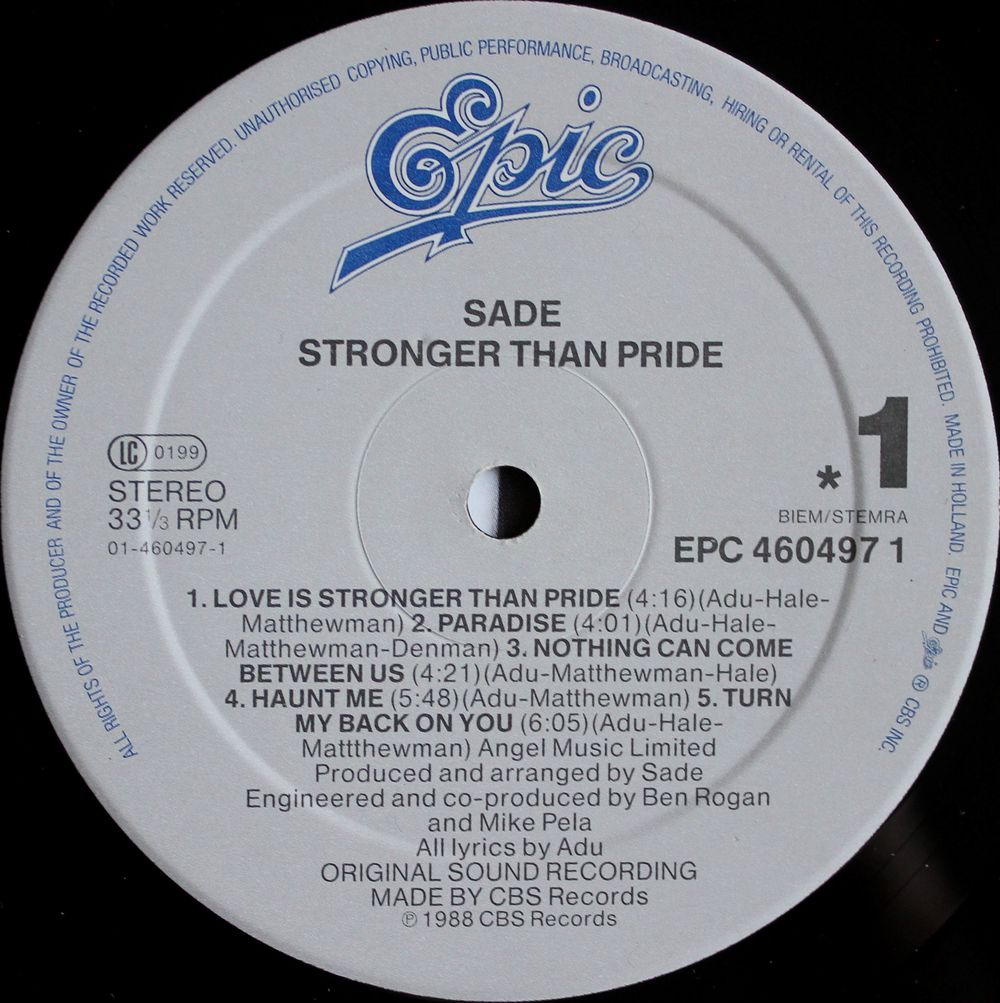 ALL RIGHTS OF THE PRODUCER AND OF THE OWNER OF THE RECORDED WORK RESERVED. UNAUTHORISED COPYING, PUBLIC PERFORMANCE, BROADCASTING, HIRING OR RENTAL OF THIS RECORDING PROHIBITED. MADE IN HOLLAND. EPIC AND Epic ® CBS INC.
Epic
SADE
STRONGER THAN PRIDE
1
LC 0199
*
STEREO
33⅓ RPM
BIEM/STEMRA
01-460497-1
EPC 460497 1
1. LOVE IS STRONGER THAN PRIDE (4:16)(Adu-Hale-
Matthewman) 2. PARADISE (4:01)(Adu-Hale-
Matthewman-Denman) 3. NOTHING CAN COME
BETWEEN US (4:21)(Adu-Matthewman-Hale)
4. HAUNT ME (5:48)(Adu-Matthewman) 5. TURN
MY BACK ON YOU (6:05)(Adu-Hale-
Mattthewman) Angel Music Limited
Produced and arranged by Sade
Engineered and co-produced by Ben Rogan
and Mike Pela
All lyrics by Adu
ORIGINAL SOUND RECORDING
MADE BY CBS Records
℗ 1988 CBS Records